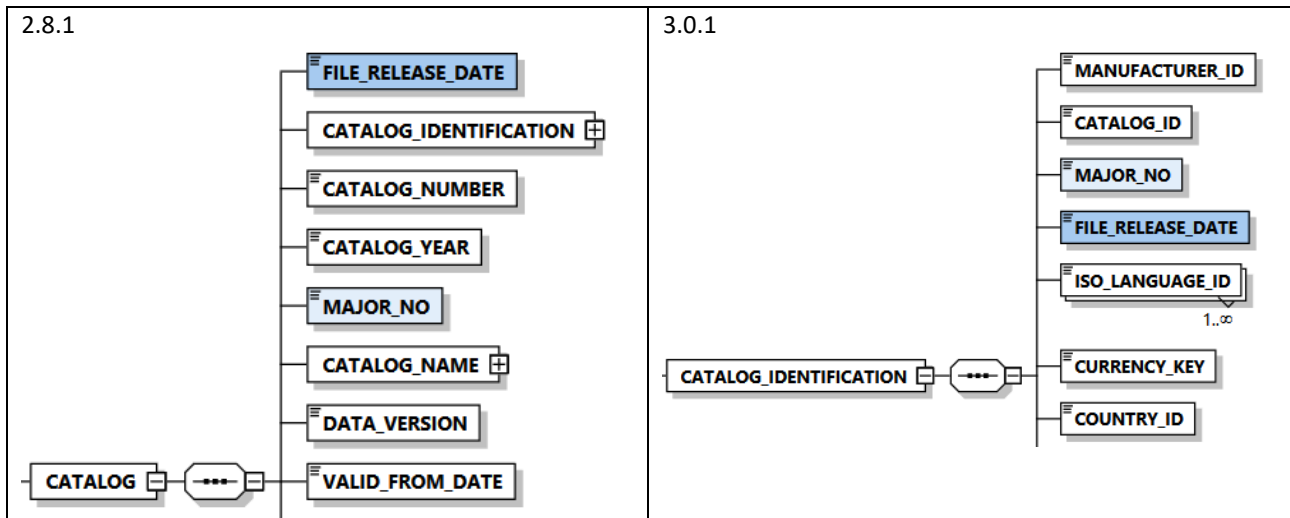 2.8.1
FILE_RELEASE_DATE
CATALOG_IDENTIFICATION
CATALOG_NUMBER
CATALOG_YEAR
MAJOR_NO
CATALOG_NAME
DATA_VERSION
CATALOG
VALID_FROM_DATE
3.0.1
MANUFACTURER_ID
CATALOG_ID
MAJOR_NO
FILE_RELEASE_DATE
ISO_LANGUAGE_ID
1..∞
CATALOG_IDENTIFICATION
CURRENCY_KEY
COUNTRY_ID